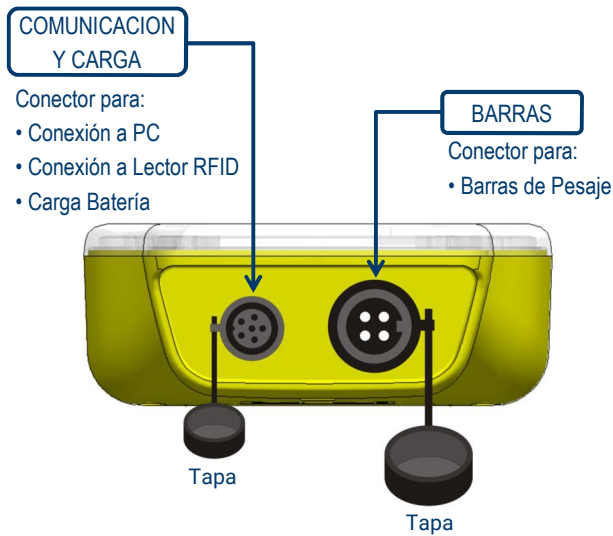 COMUNICACION
Y CARGA
Conector para:
• Conexión a PC
• Conexión a Lector RFID
• Carga Batería
BARRAS
Conector para:
• Barras de Pesaje
Tapa
Tapa